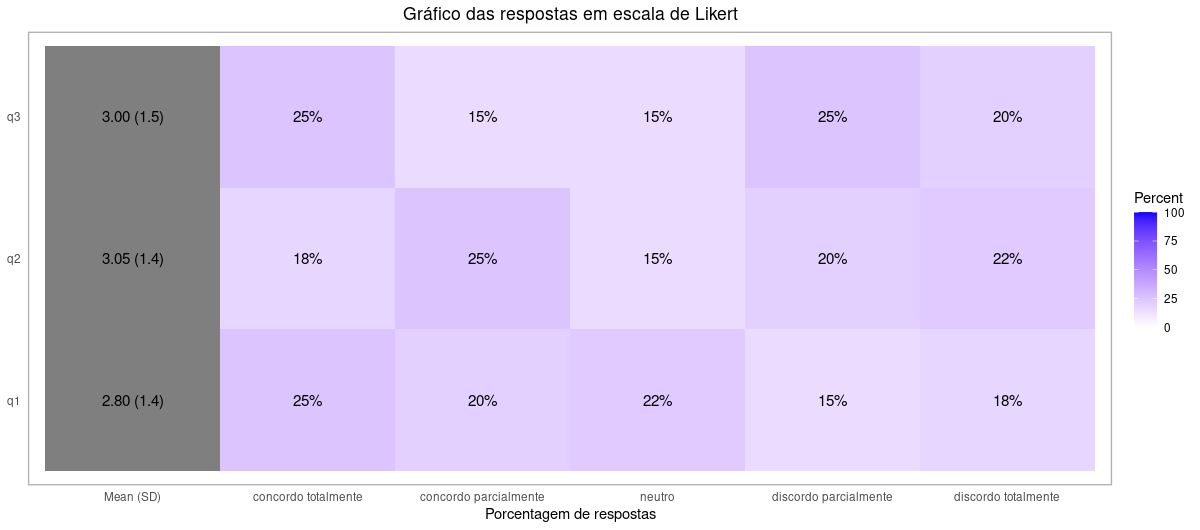 Gráfico das respostas em escala de Likert
q3 3.00 (1.5) 25% 15% 15% 25% 20%
q2 3.05 (1.4) 18% 25% 15% 20% 22%
q1 2.80 (1.4) 25% 20% 22% 15% 18%
Mean (SD) concordo totalmente concordo parcialmente neutro discordo parcialmente discordo totalmente
Porcentagem de respostas
Percent
100
75
50
25
0